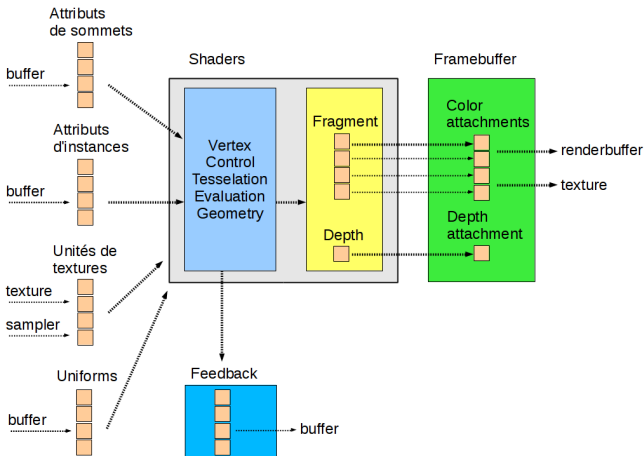 Attributs
de sommets
buffer
Attributs
d'instances
buffer
Unités de
textures
texture
sampler
Uniforms
buffer
Shaders
Vertex
Control
Tesselation
Evaluation
Geometry
Fragment
Depth
Feedback
buffer
Framebuffer
Color
attachments
Depth
attachment
renderbuffer
texture